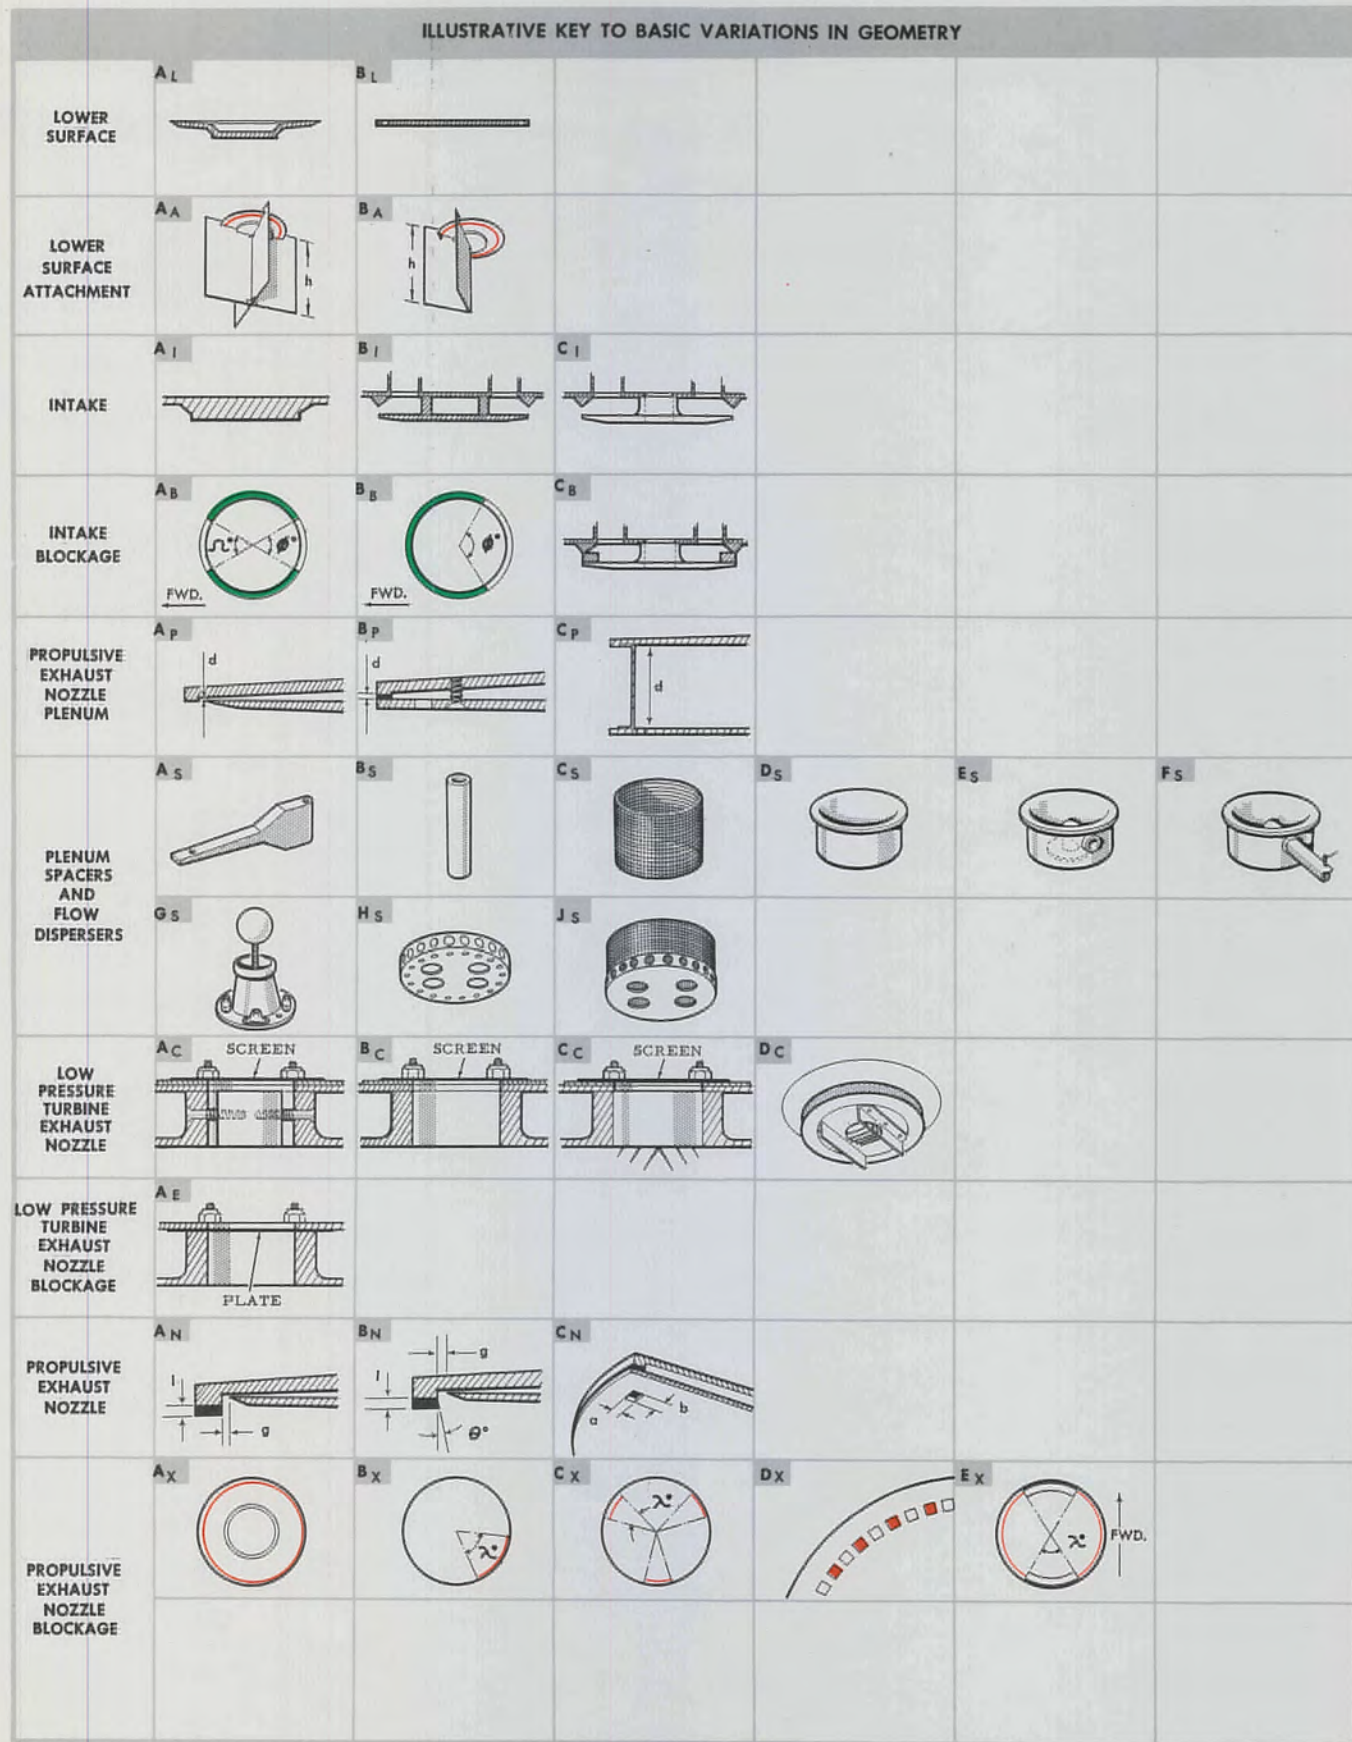 ILLUSTRATIVE KEY TO BASIC VARIATIONS IN GEOMETRY
LOWER
SURFACE
AL
BL
LOWER
SURFACE
ATTACHMENT
AA
h
BA
h
INTAKE
AI
BI
CI
INTAKE
BLOCKAGE
AB
Ω°
ø°
FWD.
BB
ø°
FWD.
CB
PROPULSIVE
EXHAUST
NOZZLE
PLENUM
AP
d
BP
d
CP
d
PLENUM
SPACERS
AND
FLOW
DISPERSERS
AS
BS
CS
DS
ES
FS
GS
HS
JS
LOW
PRESSURE
TURBINE
EXHAUST
NOZZLE
AC
SCREEN
BC
SCREEN
CC
SCREEN
DC
LOW PRESSURE
TURBINE
EXHAUST
NOZZLE
BLOCKAGE
AE
PLATE
PROPULSIVE
EXHAUST
NOZZLE
AN
l
g
BN
g
l
θ°
CN
a
b
PROPULSIVE
EXHAUST
NOZZLE
BLOCKAGE
AX
BX
λ°
CX
λ°
DX
EX
λ°
FWD.